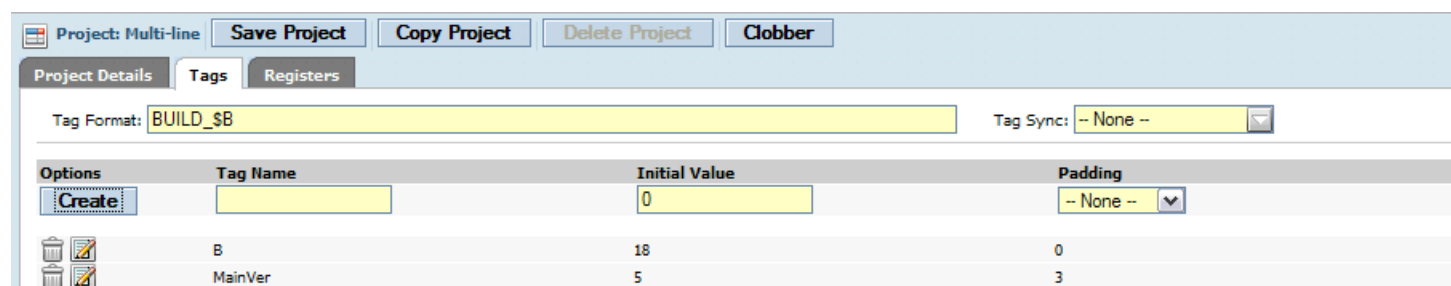 Project: Multi-line Save Project Copy Project Delete Project Clobber
Project Details Tags Registers
Tag Format: BUILD_$B Tag Sync: -- None --
Options Tag Name Initial Value Padding
Create 0 -- None --
B 18 0
MainVer 5 3